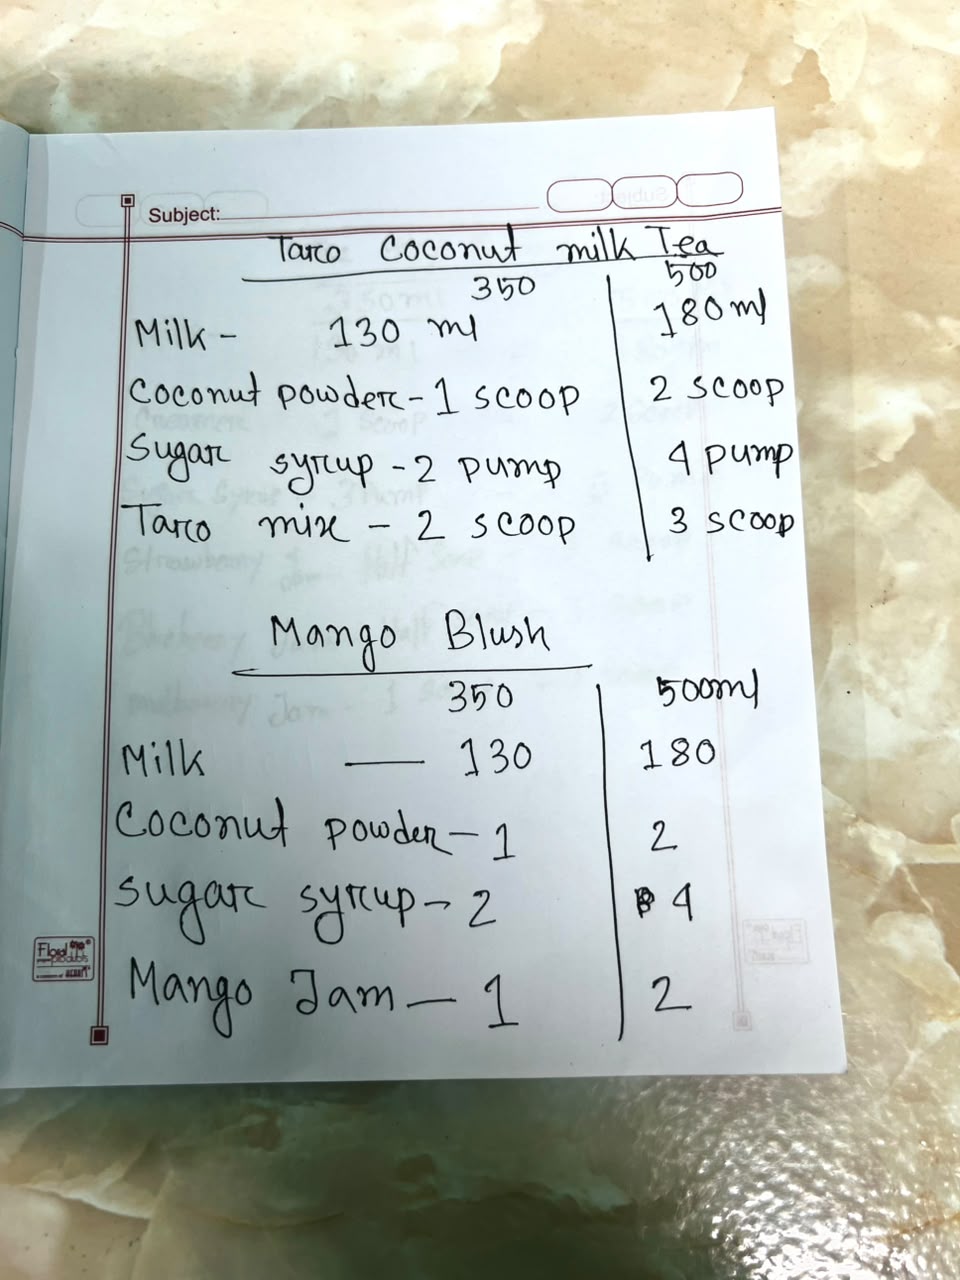 Subject:
Taro Coconut milk Tea
350 500
Milk - 130 ml 180 ml
Coconut powder - 1 scoop 2 scoop
Sugar syrup - 2 pump 4 pump
Taro mix - 2 scoop 3 scoop
Mango Blush
350 500ml
Milk — 130 180
Coconut powder - 1 2
Sugar syrup - 2 4
Mango Jam - 1 2